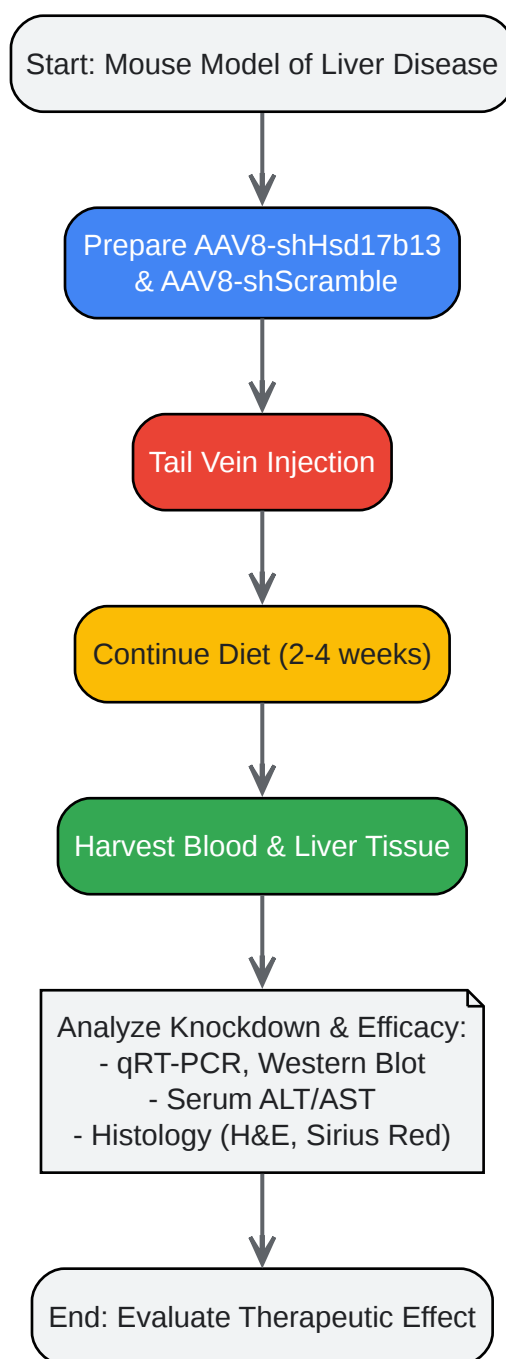 Start: Mouse Model of Liver Disease
Prepare AAV8-shHsd17b13
& AAV8-shScramble
Tail Vein Injection
Continue Diet (2-4 weeks)
Harvest Blood & Liver Tissue
Analyze Knockdown & Efficacy:
- qRT-PCR, Western Blot
- Serum ALT/AST
- Histology (H&E, Sirius Red)
End: Evaluate Therapeutic Effect